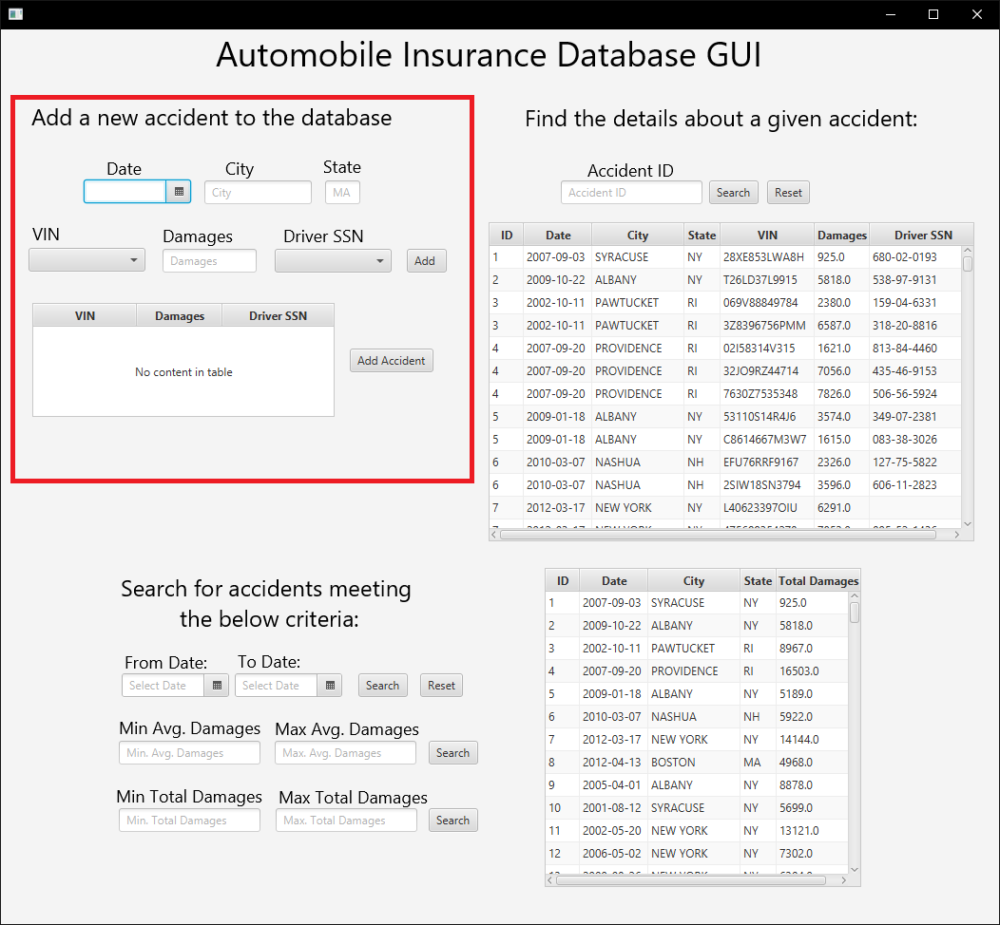 Automobile Insurance Database GUI
Add a new accident to the database
Date City State
City MA
VIN Damages Driver SSN
Damages Add
VIN Damages Driver SSN
No content in table
Add Accident
Find the details about a given accident:
Accident ID
Accident ID Search Reset
ID Date City State VIN Damages Driver SSN
1 2007-09-03 SYRACUSE NY 28XE853LWA8H 925.0 680-02-0193
2 2009-10-22 ALBANY NY T26LD37L9915 5818.0 538-97-9131
3 2002-10-11 PAWTUCKET RI 069V88849784 2380.0 159-04-6331
3 2002-10-11 PAWTUCKET RI 3Z8396756PMM 6587.0 318-20-8816
4 2007-09-20 PROVIDENCE RI 02I58314V315 1621.0 813-84-4460
4 2007-09-20 PROVIDENCE RI 32JO9RZ44714 7056.0 435-46-9153
4 2007-09-20 PROVIDENCE RI 7630Z7535348 7826.0 506-56-5924
5 2009-01-18 ALBANY NY 53110S14R4J6 3574.0 349-07-2381
5 2009-01-18 ALBANY NY C8614667M3W7 1615.0 083-38-3026
6 2010-03-07 NASHUA NH EFU76RRF9167 2326.0 127-75-5822
6 2010-03-07 NASHUA NH 2SIW18SN3794 3596.0 606-11-2823
7 2012-03-17 NEW YORK NY L40623397OIU 6291.0
7 2012-03-17 NEW YORK NY
Search for accidents meeting
the below criteria:
From Date: To Date:
Select Date Select Date Search Reset
Min Avg. Damages Max Avg. Damages
Min. Avg. Damages Max. Avg. Damages Search
Min Total Damages Max Total Damages
Min. Total Damages Max. Total Damages Search
ID Date City State Total Damages
1 2007-09-03 SYRACUSE NY 925.0
2 2009-10-22 ALBANY NY 5818.0
3 2002-10-11 PAWTUCKET RI 8967.0
4 2007-09-20 PROVIDENCE RI 16503.0
5 2009-01-18 ALBANY NY 5189.0
6 2010-03-07 NASHUA NH 5922.0
7 2012-03-17 NEW YORK NY 14144.0
8 2012-04-13 BOSTON MA 4968.0
9 2005-04-01 ALBANY NY 8878.0
10 2001-08-12 SYRACUSE NY 5699.0
11 2002-05-20 NEW YORK NY 13121.0
12 2006-05-02 NEW YORK NY 7302.0